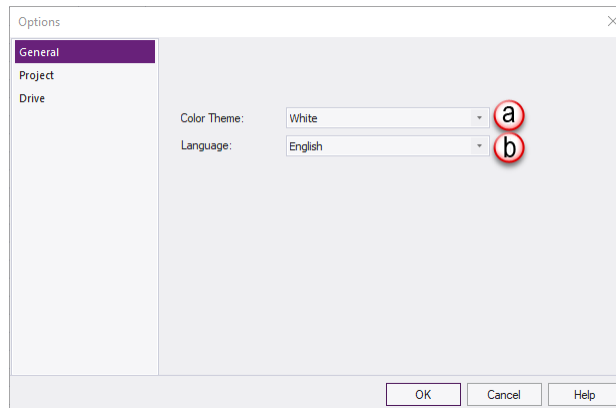 Options
General
Project
Drive
Color Theme: White a
Language: English b
OK Cancel Help